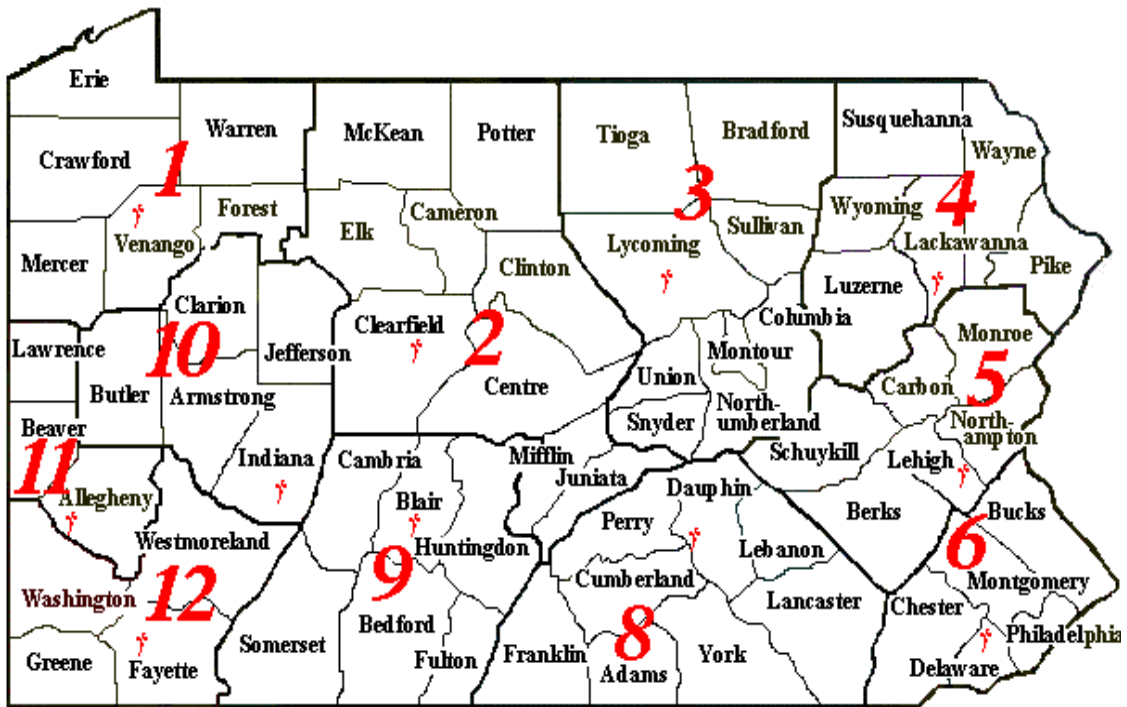 Erie
Warren
McKean
Potter
Tioga
Bradford
Susquehanna
Wayne
Crawford
1
3
4
Forest
Cameron
Wyoming
Venango
Elk
Sullivan
Lycoming
Lackawanna
Mercer
Clinton
Pike
Luzerne
Clarion
Columbia
Monroe
Lawrence
10
Clearfield
2
Jefferson
Montour
5
Butler
Armstrong
Centre
Union
Carbon
North-
umberland
North-
ampton
Beaver
Snyder
11
Indiana
Cambria
Mifflin
Schuykill
Lehigh
Juniata
Allegheny
Blair
Dauphin
Berks
Bucks
Perry
6
Westmoreland
Huntingdon
Lebanon
9
Cumberland
Montgomery
Washington
12
Lancaster
Chester
Bedford
8
Philadelphia
Somerset
Greene
Fayette
Fulton
Franklin
Adams
York
Delaware